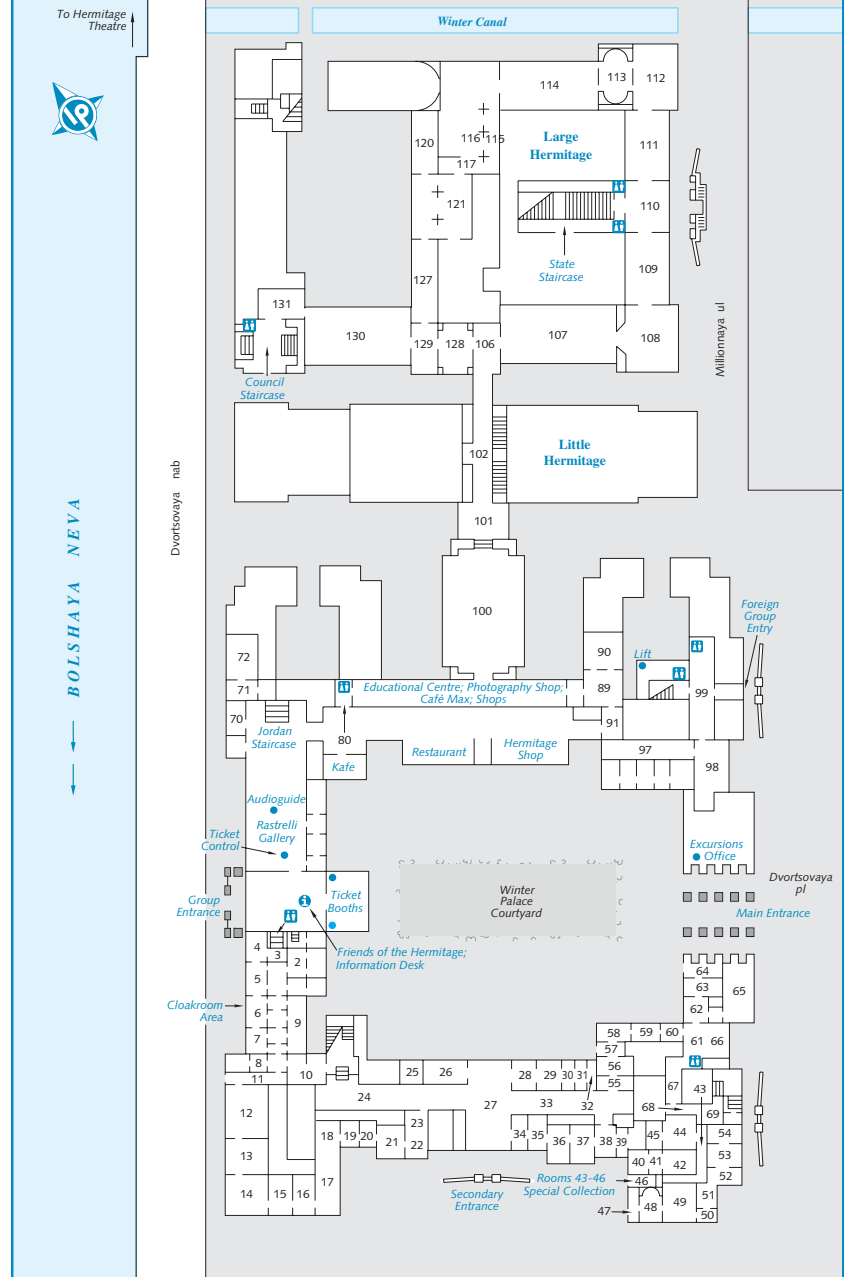 To Hermitage
Theatre
Winter Canal
114
113
112
120
116
115
117
Large
Hermitage
111
121
110
State
Staircase
127
109
131
130
129
128
106
107
108
Millionnaya ul
Council
Staircase
102
Little
Hermitage
Dvortsovaya nab
BOLSHAYA NEVA
101
100
Foreign
Group
Entry
72
90
Lift
71
Educational Centre; Photography Shop;
Café Max; Shops
89
99
70
Jordan
Staircase
91
80
Restaurant
Hermitage
Shop
97
Kafe
98
Audioguide
Rastrelli
Gallery
Ticket
Control
Excursions
Office
Group
Entrance
Ticket
Booths
Winter
Palace
Courtyard
Dvortsovaya
pl
Main Entrance
Friends of the Hermitage;
Information Desk
4
3
2
5
64
63
65
62
Cloakroom
Area
6
9
7
58
59
60
61
66
57
8
10
11
56
25
26
28
29
30
31
55
67
43
24
27
33
32
68
69
12
23
34
35
18
19
20
21
22
36
37
38
39
45
44
54
13
40
41
42
53
14
15
16
17
Rooms 43-46
Special Collection
46
52
Secondary
Entrance
47
48
49
51
50